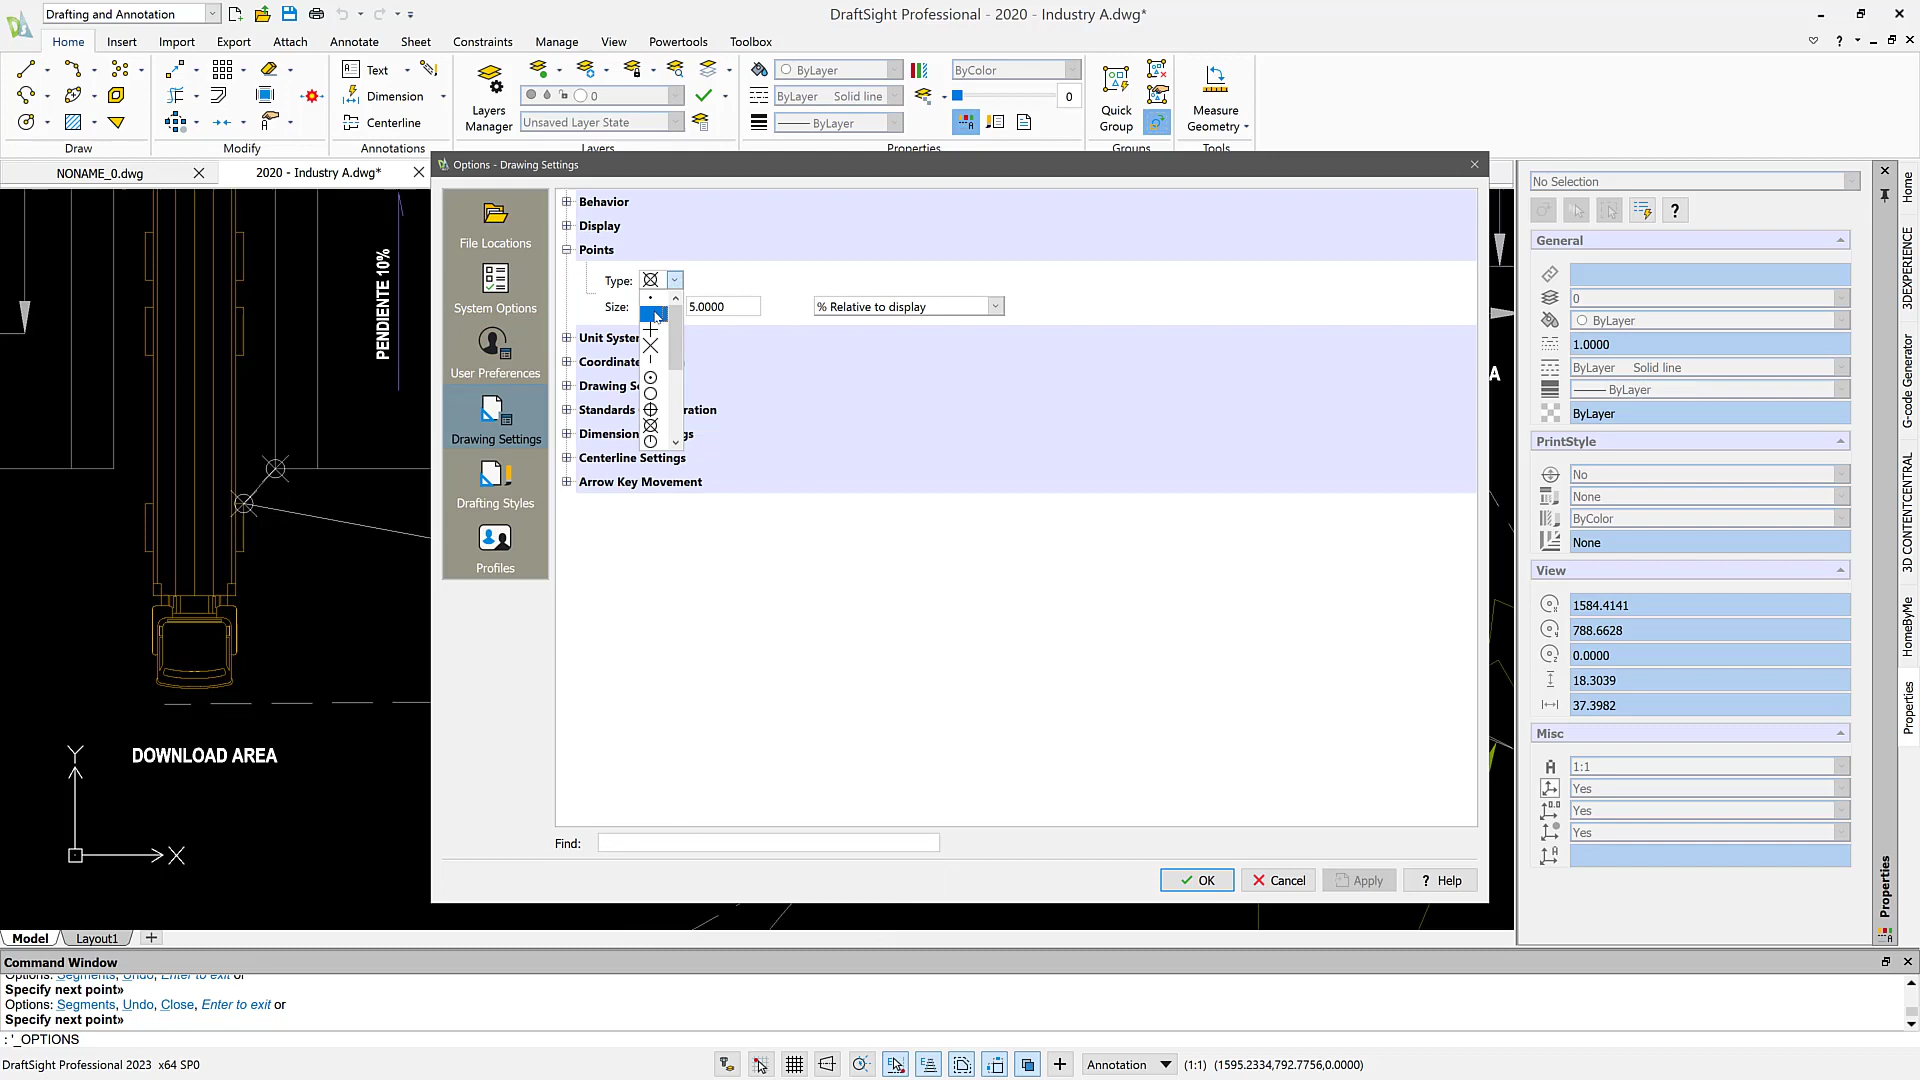 Drafting and Annotation
DraftSight Professional - 2020 - Industry A.dwg*
Home Insert Import Export Attach Annotate Sheet Constraints Manage View Powertools Toolbox
Text
Dimension
Centerline
Layers Manager
0
Unsaved Layer State
ByLayer
ByLayer Solid line
ByLayer
ByColor
0
Quick Group
Measure Geometry
Draw Modify Annotations Layers Properties Groups Tools
NONAME_0.dwg
2020 - Industry A.dwg*
PENDIENTE 10%
DOWNLOAD AREA
Y
X
A
Options - Drawing Settings
File Locations
System Options
User Preferences
Drawing Settings
Drafting Styles
Profiles
Behavior
Display
Points
Type:
Size: 5.0000 % Relative to display
Unit Syster
Coordinate
Drawing S
Standards ration
Dimension gs
Centerline Settings
Arrow Key Movement
Find:
OK Cancel Apply ? Help
No Selection
General
0
ByLayer
1.0000
ByLayer Solid line
ByLayer
ByLayer
PrintStyle
No
None
ByColor
None
View
1584.4141
788.6628
0.0000
18.3039
37.3982
Misc
1:1
Yes
Yes
Yes
Properties
Home
3DEXPERIENCE
G-code Generator
3D CONTENTCENTRAL
HomeByMe
Properties
Model Layout1
Command Window
Options: Segments, Undo, Enter to exit or
Specify next point»
Options: Segments, Undo, Close, Enter to exit or
Specify next point»
: '_OPTIONS
DraftSight Professional 2023 x64 SP0
Annotation (1:1) (1595.2334,792.7756,0.0000)